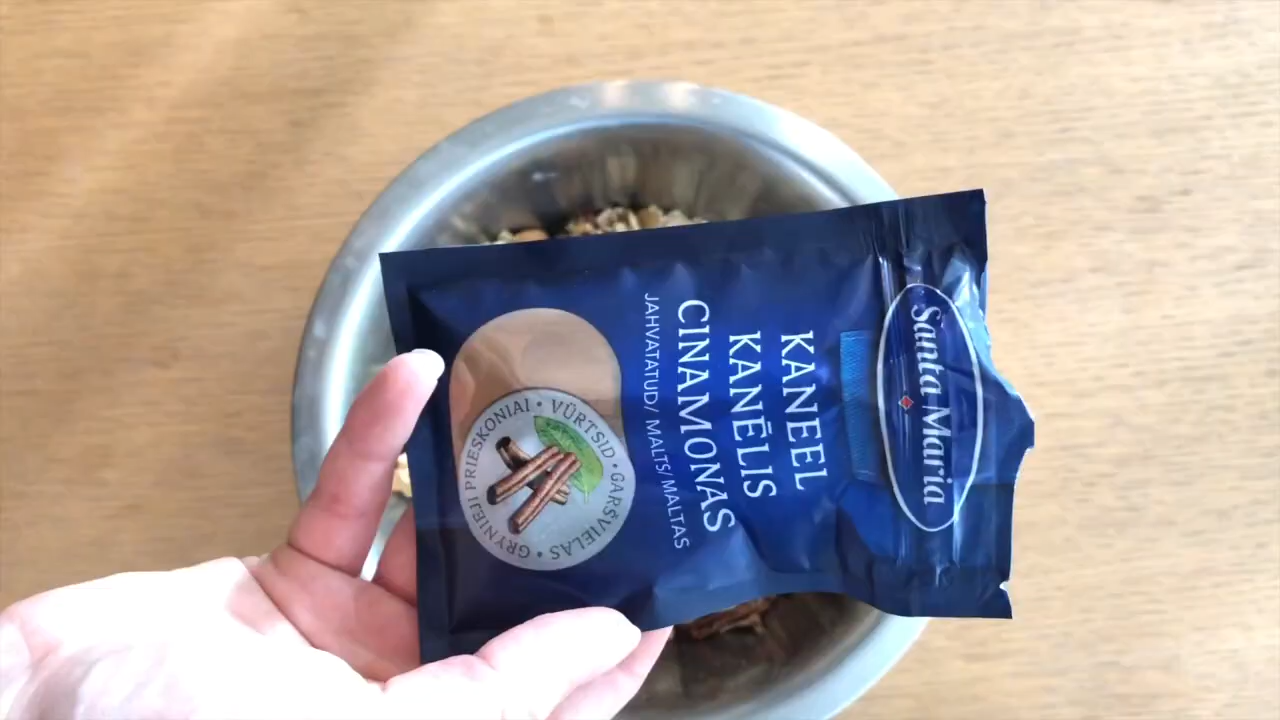 Santa Maria
KANEEL
KANĒLIS
CINAMONAS
JAHVATATUD/ MALTS/ MALTAS
VÜRTSID • GARŠVIELAS • GRYNIEJI PRIESKONIAI •